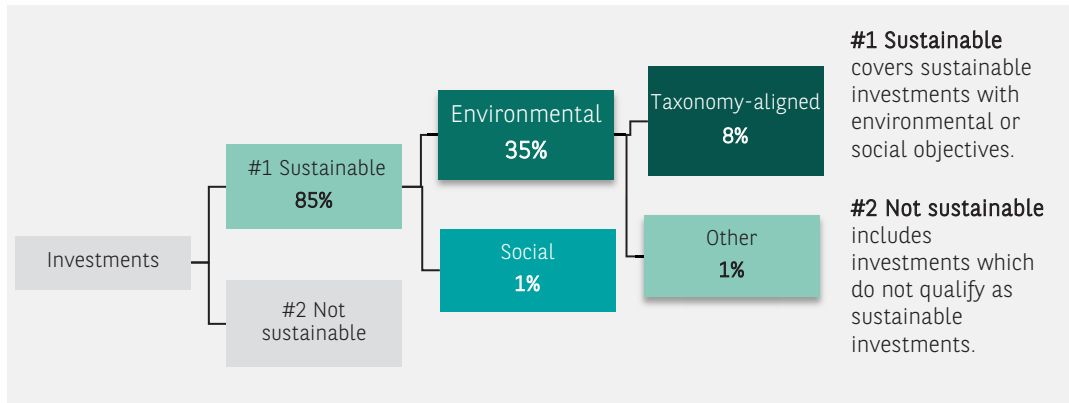 Investments
#1 Sustainable
85%
#2 Not
sustainable
Environmental
35%
Social
1%
Taxonomy-aligned
8%
Other
1%
#1 Sustainable
covers sustainable
investments with
environmental or
social objectives.
#2 Not sustainable
includes
investments which
do not qualify as
sustainable
investments.